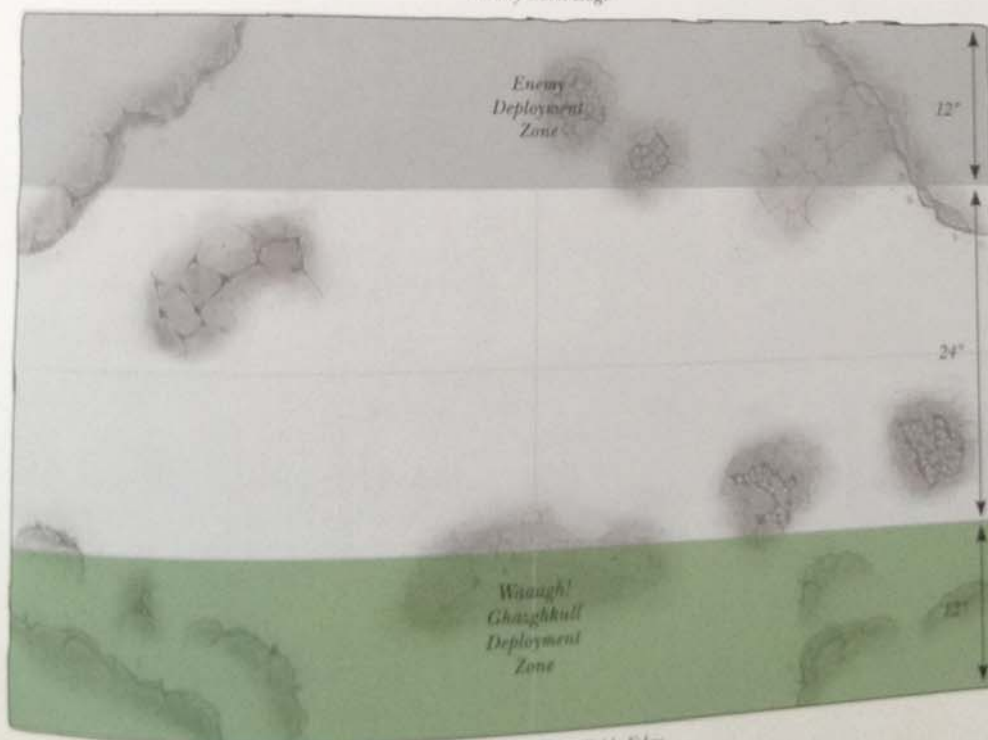 Enemy
Deployment
Zone
12"
24"
Waaagh!
Ghazghkull
Deployment
Zone
12"